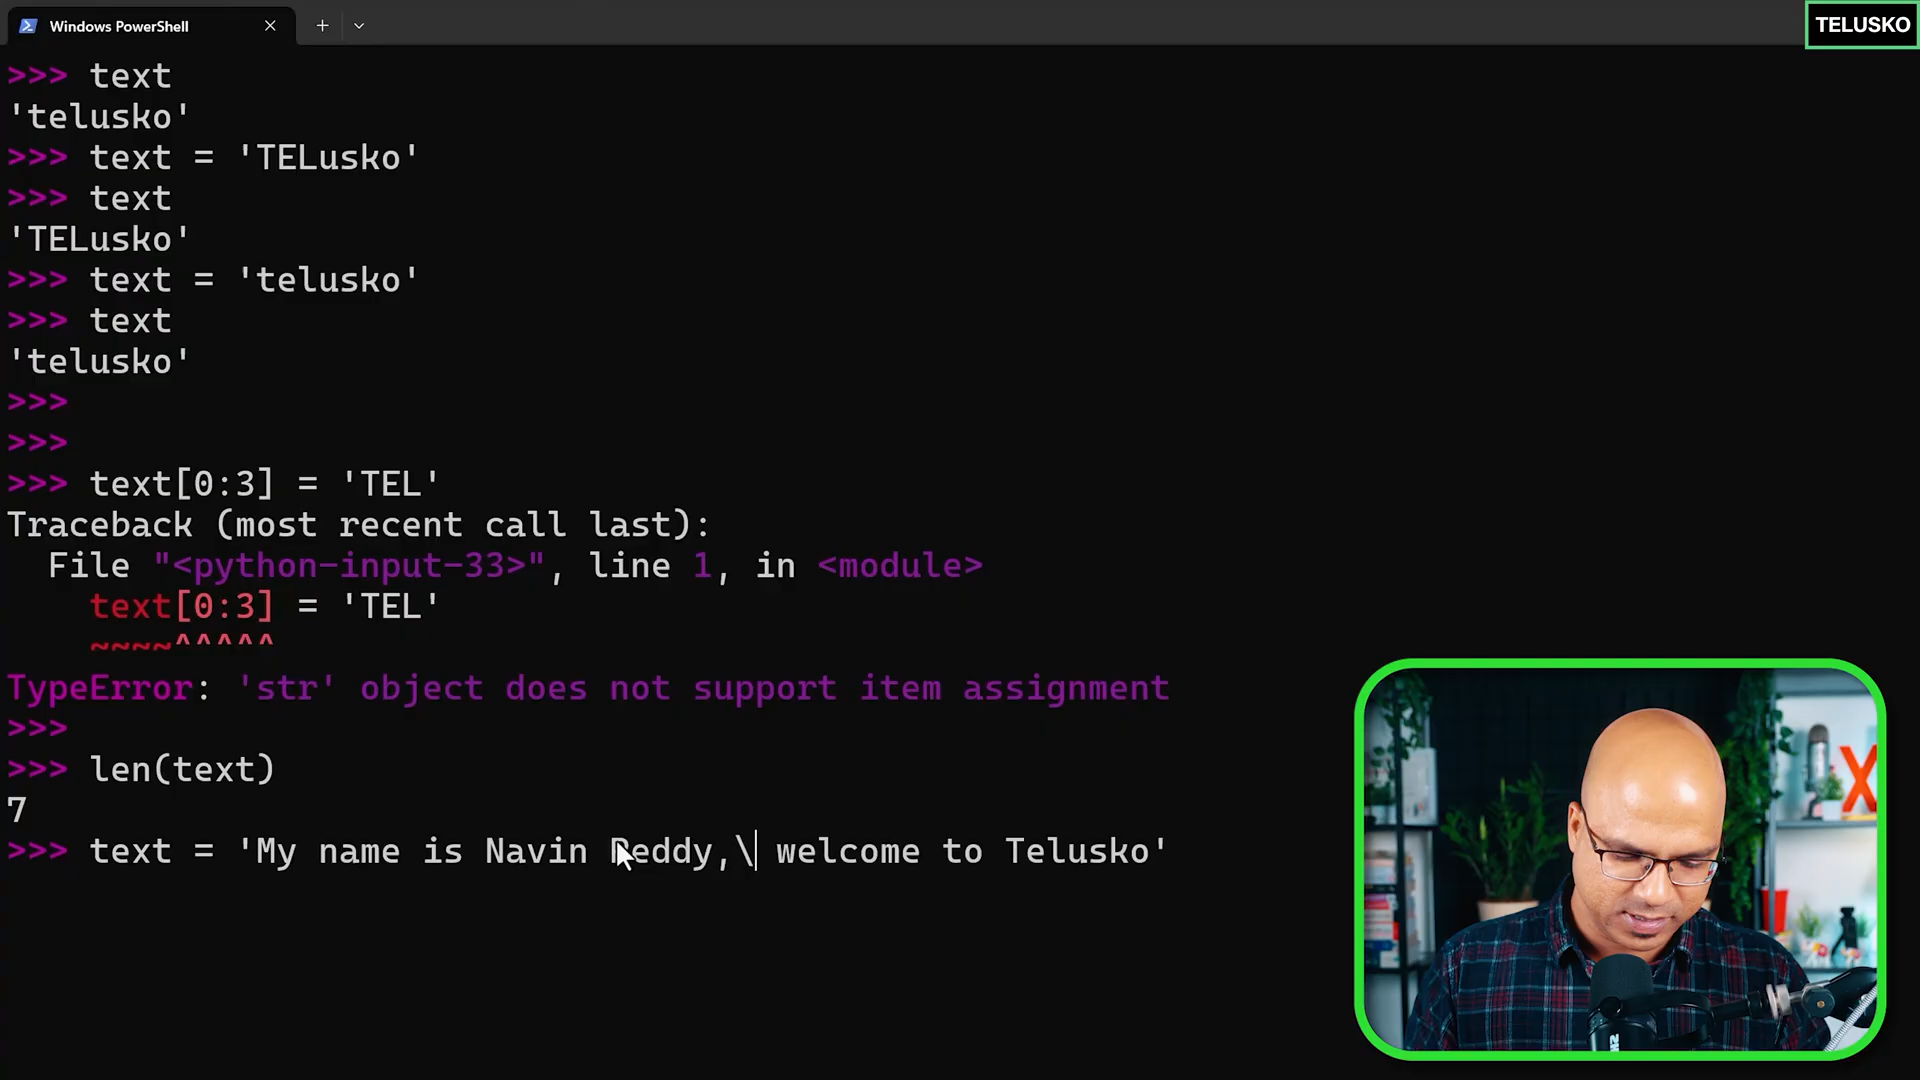 Windows PowerShell
TELUSKO
>>> text
'telusko'
>>> text = 'TELusko'
>>> text
'TELusko'
>>> text = 'telusko'
>>> text
'telusko'
>>>
>>>
>>> text[0:3] = 'TEL'
Traceback (most recent call last):
  File "<python-input-33>", line 1, in <module>
    text[0:3] = 'TEL'
    ~~~~^^^^^
TypeError: 'str' object does not support item assignment
>>>
>>> len(text)
7
>>> text = 'My name is Navin Reddy,\ welcome to Telusko'